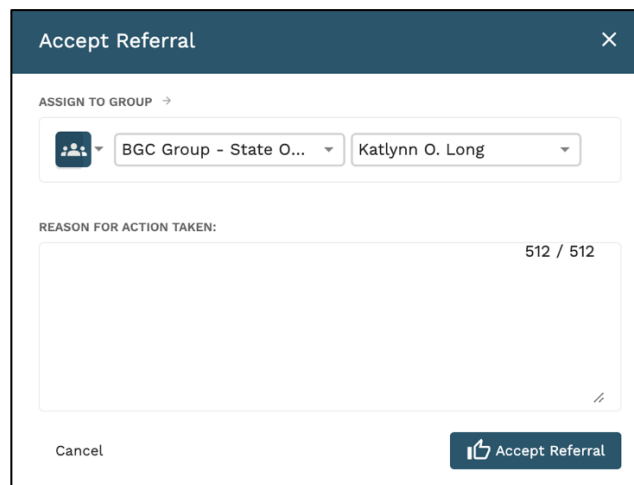 Accept Referral
ASSIGN TO GROUP →
BGC Group - State O... Katlynn O. Long
REASON FOR ACTION TAKEN:
512 / 512
Cancel Accept Referral